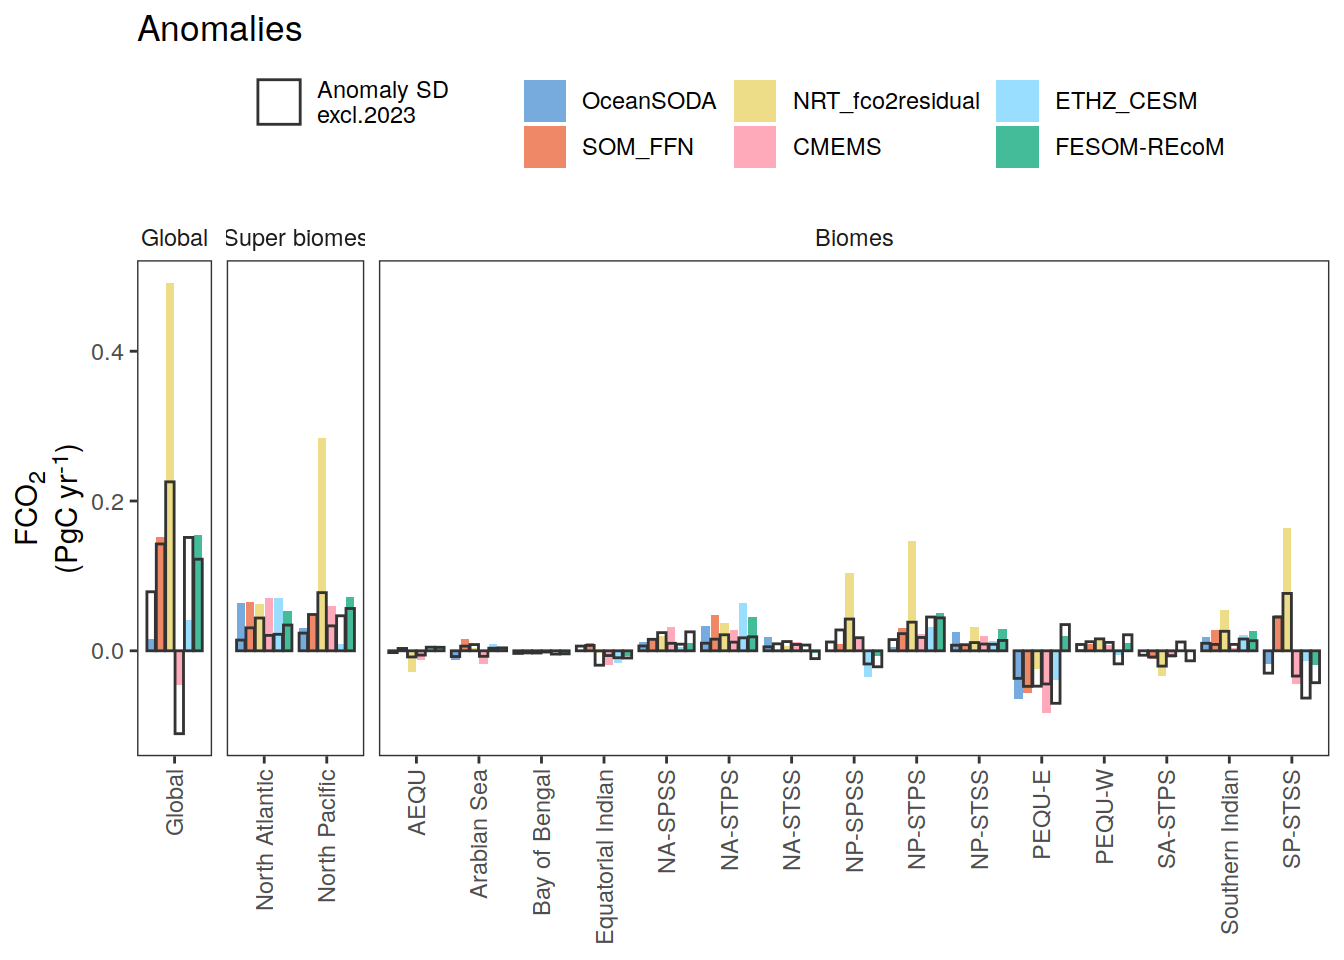 Anomalies
Anomaly SD
excl.2023
OceanSODA
NRT_fco2residual
ETHZ_CESM
SOM_FFN
CMEMS
FESOM-REcoM
Global
Super biomes
Biomes
FCO2
(PgC yr-1)
0.4
0.2
0.0
Global
North Atlantic
North Pacific
AEQU
Arabian Sea
Bay of Bengal
Equatorial Indian
NA-SPSS
NA-STPS
NA-STSS
NP-SPSS
NP-STPS
NP-STSS
PEQU-E
PEQU-W
SA-STPS
Southern Indian
SP-STSS